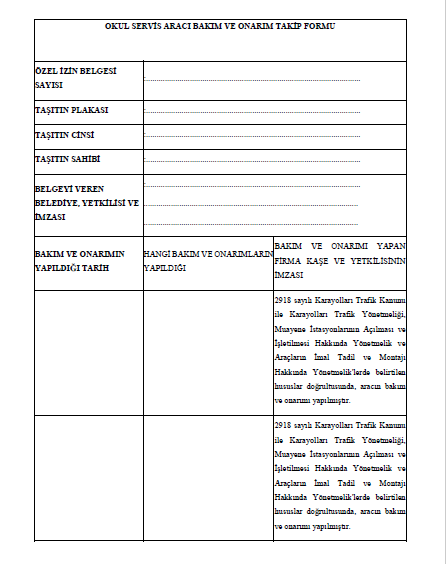 OKUL SERVİS ARACI BAKIM VE ONARIM TAKİP FORMU
ÖZEL İZİN BELGESİ
SAYISI
:..........................................................................................
TAŞITIN PLAKASI
:..........................................................................................
TAŞITIN CİNSİ
:..........................................................................................
TAŞITIN SAHİBİ
:..........................................................................................
BELGEYİ VEREN
BELEDİYE, YETKİLİSİ VE
İMZASI
:..........................................................................................
..........................................................................................
..........................................................................................
BAKIM VE ONARIMIN
YAPILDIĞI TARİH
HANGİ BAKIM VE ONARIMLARIN
YAPILDIĞI
BAKIM VE ONARIMI YAPAN
FİRMA KAŞE VE YETKİLİSİNİN
İMZASI
2918 sayılı Karayolları Trafik Kanunu
ile Karayolları Trafik Yönetmeliği,
Muayene İstasyonlarının Açılması ve
İşletilmesi Hakkında Yönetmelik ve
Araçların İmal Tadil ve Montajı
Hakkında Yönetmelik'lerde belirtilen
hususlar doğrultusunda, aracın bakım
ve onarımı yapılmıştır.
2918 sayılı Karayolları Trafik Kanunu
ile Karayolları Trafik Yönetmeliği,
Muayene İstasyonlarının Açılması ve
İşletilmesi Hakkında Yönetmelik ve
Araçların İmal Tadil ve Montajı
Hakkında Yönetmelik'lerde belirtilen
hususlar doğrultusunda, aracın bakım
ve onarımı yapılmıştır.